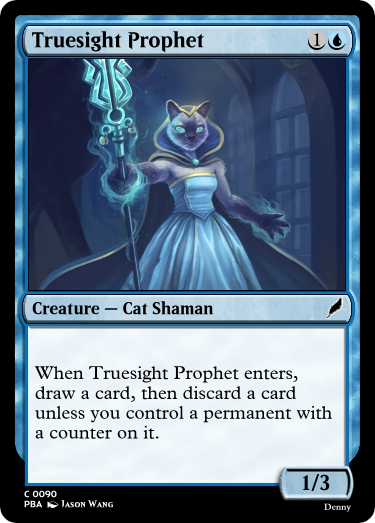 Truesight Prophet 1
Creature — Cat Shaman
When Truesight Prophet enters,
draw a card, then discard a card
unless you control a permanent with
a counter on it.
1/3
C 0090
PBA Jason Wang
Denny